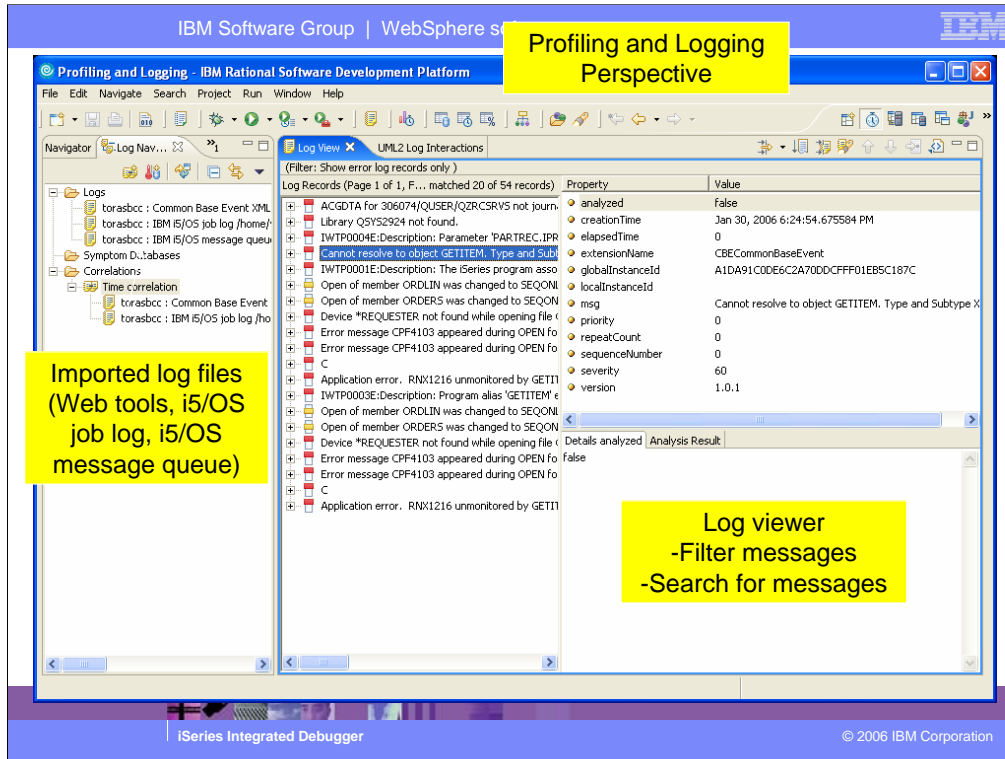 IBM Software Group | WebSphere
IBM
Profiling and Logging
Perspective
Profiling and Logging - IBM Rational Software Development Platform
File Edit Navigate Search Project Run Window Help
Navigator Log Nav... 1
Log View UML2 Log Interactions
(Filter: Show error log records only )
Log Records (Page 1 of 1, F... matched 20 of 54 records)
Property Value
Logs
torasbcc : Common Base Event XML
torasbcc : IBM i5/OS job log /home/
torasbcc : IBM i5/OS message queu
Symptom Databases
Correlations
Time correlation
torasbcc : Common Base Event
torasbcc : IBM i5/OS job log /ho
ACGDTA for 306074/QUSER/QZRCSRVS not journ
Library QSYS2924 not found.
IWTP0004E:Description: Parameter 'PARTREC.IPR
Cannot resolve to object GETITEM. Type and Subt
IWTP0001E:Description: The iSeries program asso
Open of member ORDLIN was changed to SEQONL
Open of member ORDERS was changed to SEQON
Device *REQUESTER not found while opening file
Error message CPF4103 appeared during OPEN fo
Error message CPF4103 appeared during OPEN fo
C
Application error. RNX1216 unmonitored by GETIT
IWTP0003E:Description: Program alias 'GETITEM' e
Open of member ORDLIN was changed to SEQONL
Open of member ORDERS was changed to SEQON
Device *REQUESTER not found while opening file
Error message CPF4103 appeared during OPEN fo
Error message CPF4103 appeared during OPEN fo
C
Application error. RNX1216 unmonitored by GETIT
analyzed false
creationTime Jan 30, 2006 6:24:54.675584 PM
elapsedTime 0
extensionName CBECommonBaseEvent
globalInstanceId A1DA91C0DE6C2A70DDCFFF01EB5C187C
localInstanceId
msg Cannot resolve to object GETITEM. Type and Subtype X
priority 0
repeatCount 0
sequenceNumber 0
severity 60
version 1.0.1
Details analyzed Analysis Result
false
Imported log files
(Web tools, i5/OS
job log, i5/OS
message queue)
Log viewer
-Filter messages
-Search for messages
iSeries Integrated Debugger
© 2006 IBM Corporation